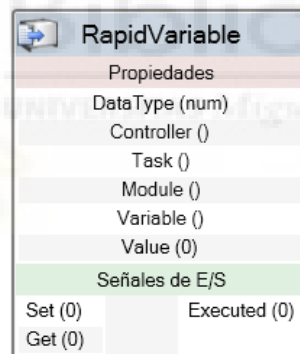 RapidVariable
Propiedades
DataType (num)
Controller ()
Task ()
Module ()
Variable ()
Value (0)
Señales de E/S
Set (0) Executed (0)
Get (0)